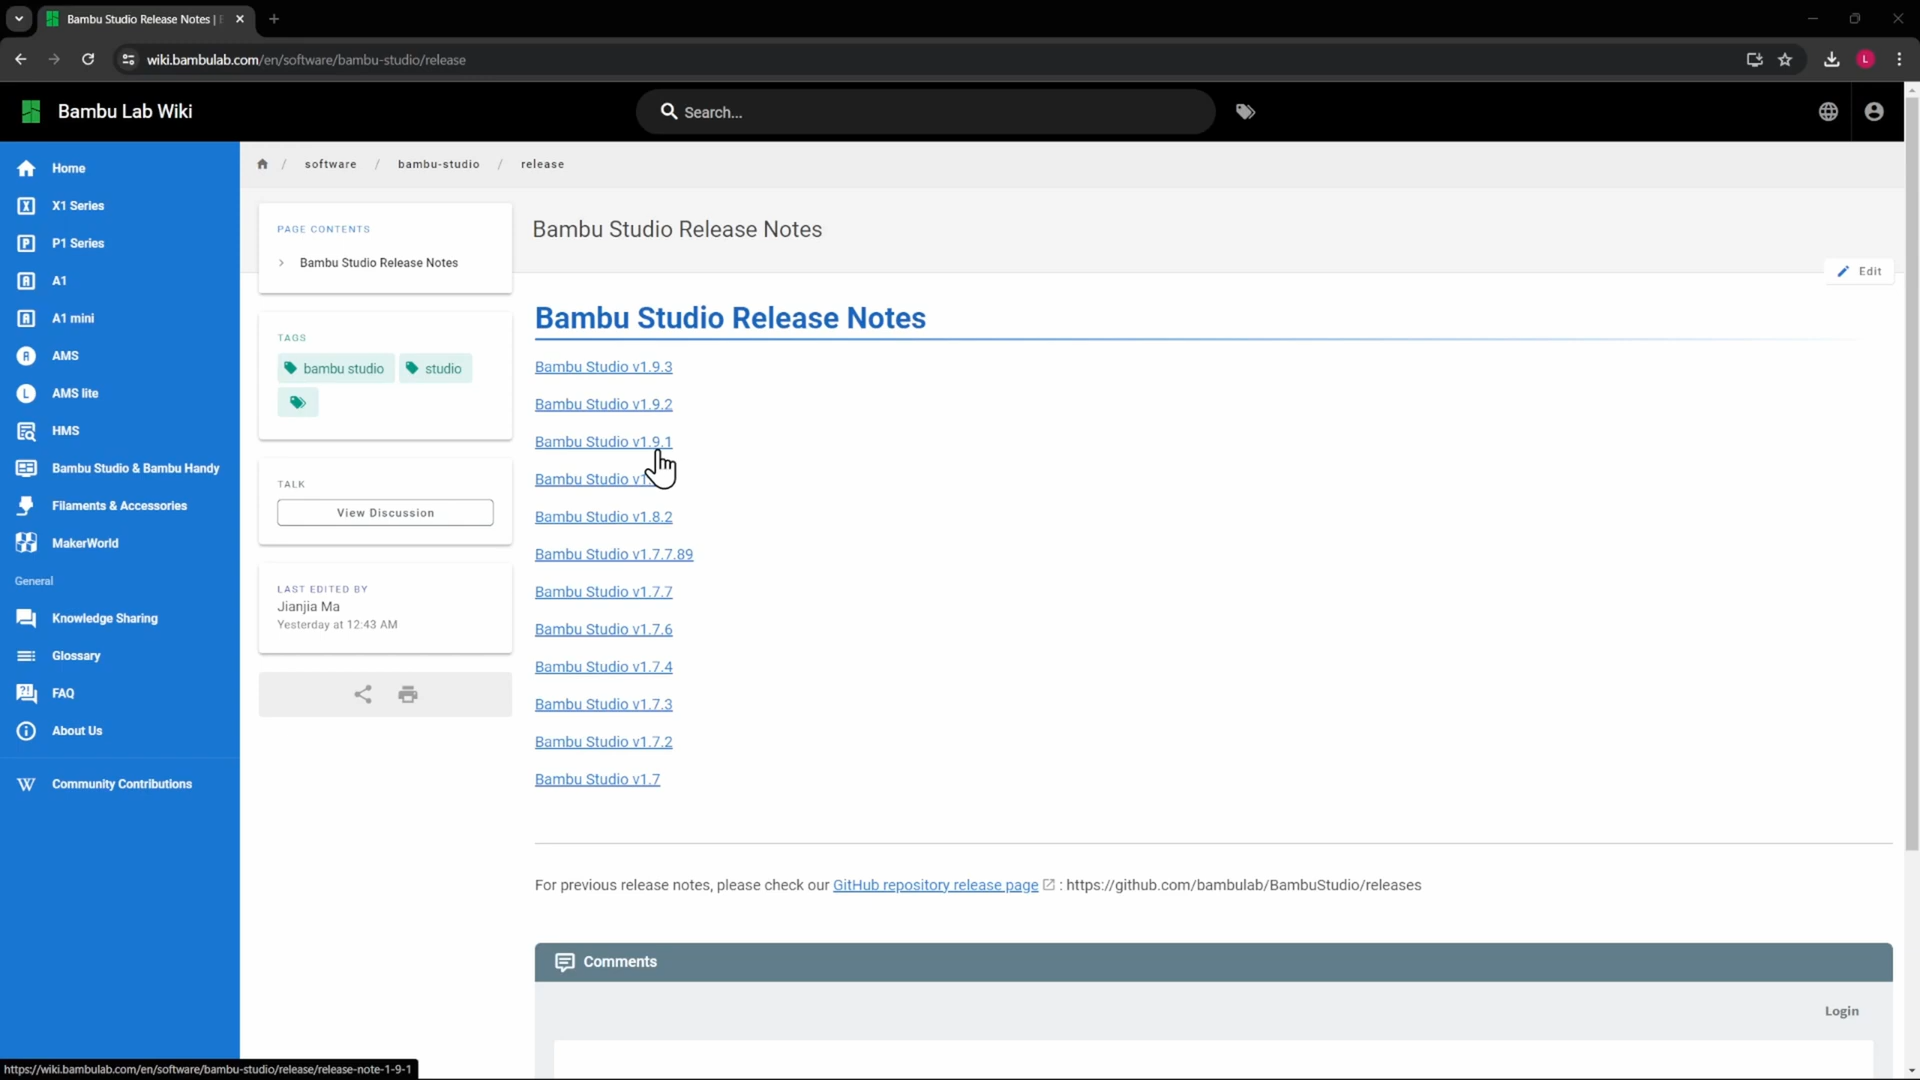 Bambu Studio Release Notes |
wiki.bambulab.com/en/software/bambu-studio/release
L
Bambu Lab Wiki
Search...
Home
X1 Series
P1 Series
A1
A1 mini
AMS
AMS lite
HMS
Bambu Studio & Bambu Handy
Filaments & Accessories
MakerWorld
General
Knowledge Sharing
Glossary
FAQ
About Us
Community Contributions
/ software / bambu-studio / release
PAGE CONTENTS
Bambu Studio Release Notes
TAGS
bambu studio
studio
TALK
View Discussion
LAST EDITED BY
Jianjia Ma
Yesterday at 12:43 AM
Bambu Studio Release Notes
Edit
Bambu Studio Release Notes
Bambu Studio v1.9.3
Bambu Studio v1.9.2
Bambu Studio v1.9.1
Bambu Studio
Bambu Studio v1.8.2
Bambu Studio v1.7.7.89
Bambu Studio v1.7.7
Bambu Studio v1.7.6
Bambu Studio v1.7.4
Bambu Studio v1.7.3
Bambu Studio v1.7.2
Bambu Studio v1.7
For previous release notes, please check our GitHub repository release page : https://github.com/bambulab/BambuStudio/releases
Comments
Login
https://wiki.bambulab.com/en/software/bambu-studio/release/release-note-1-9-1